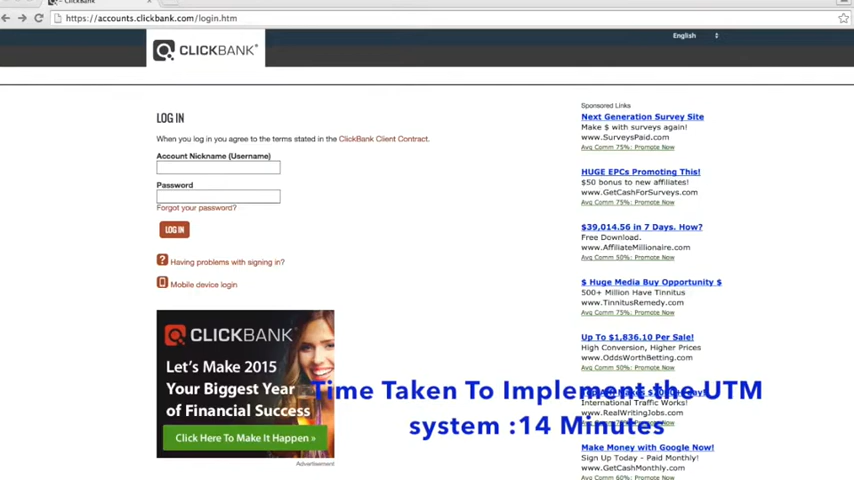 ClickBank
https://accounts.clickbank.com/login.htm
English
CLICKBANK
LOG IN
When you log in you agree to the terms stated in the ClickBank Client Contract.
Account Nickname (Username)
Password
Forgot your password?
LOG IN
Having problems with signing in?
Mobile device login
CLICKBANK
Let's Make 2015
Your Biggest Year
of Financial Success
Click Here To Make It Happen »
Advertisement
Sponsored Links
Next Generation Survey Site
Make $ with surveys again!
www.SurveysPaid.com
Avg Comm 75%: Promote Now
HUGE EPCs Promoting This!
$50 bonus to new affiliates!
www.GetCashForSurveys.com
Avg Comm 75%: Promote Now
$39,014.56 in 7 Days. How?
Free Download.
www.AffiliateMillionaire.com
Avg Comm 50%: Promote Now
$ Huge Media Buy Opportunity $
500+ Million Have Tinnitus
www.TinnitusRemedy.com
Avg Comm 75%: Promote Now
Up To $1,836.10 Per Sale!
High Conversion, Higher Prices
www.OddsWorthBetting.com
Avg Comm 75%: Promote Now
International Traffic Works!
www.RealWritingJobs.com
Make Money with Google Now!
Sign Up Today - Paid Monthly!
www.GetCashMonthly.com
Avg Comm 60%: Promote Now
Time Taken To Implement the UTM
system :14 Minutes